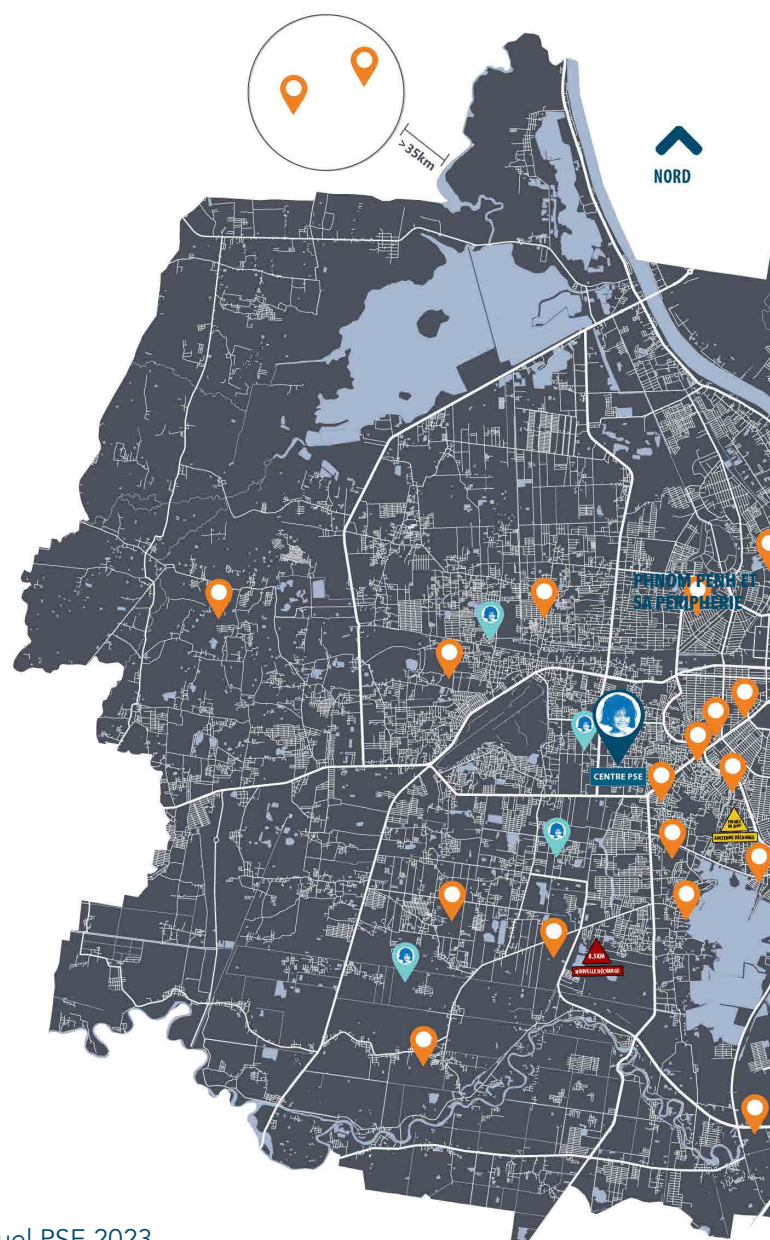 >35km
NORD
PHNOM PENH ET
SA PÉRIPHÉRIE
CENTRE PSE
ANCIENNE DÉCHARGE
8.5KM
NOUVELLE DÉCHARGE
uel PSE 2023